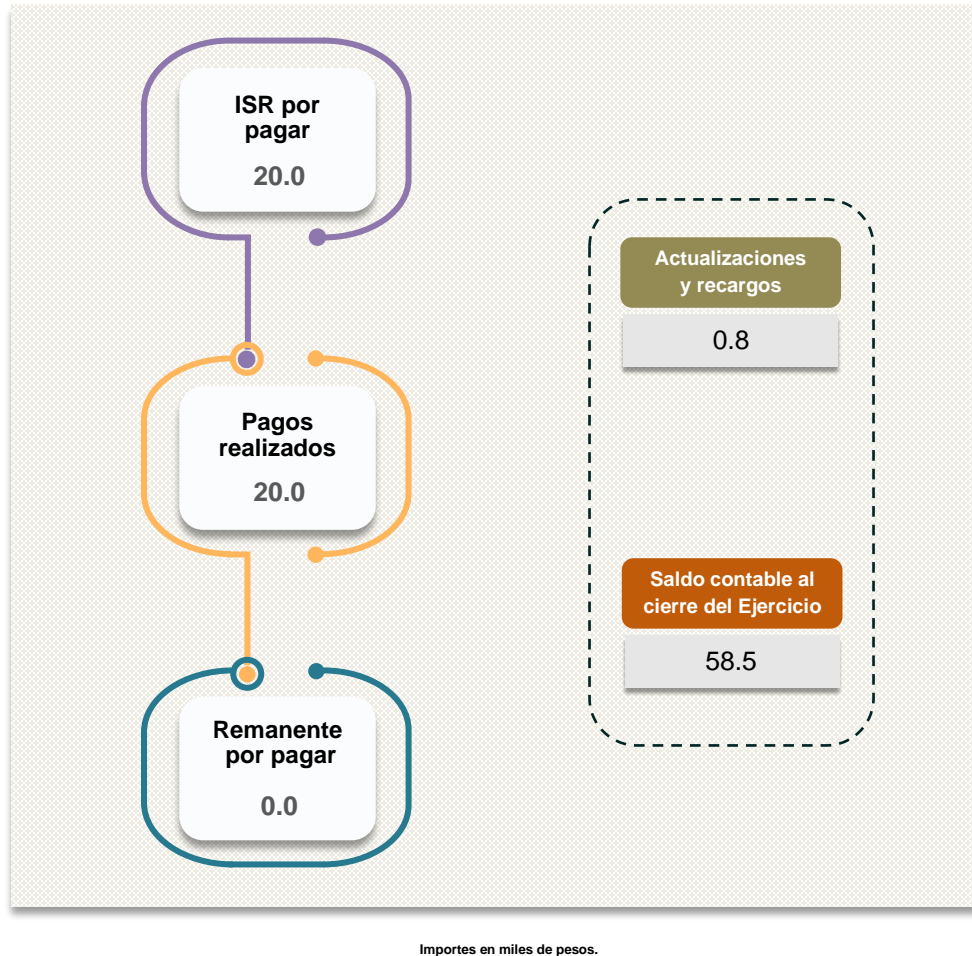 ISR por
pagar
20.0
Pagos
realizados
20.0
Remanente
por pagar
0.0
Actualizaciones
y recargos
0.8
Saldo contable al
cierre del Ejercicio
58.5
Importes en miles de pesos.